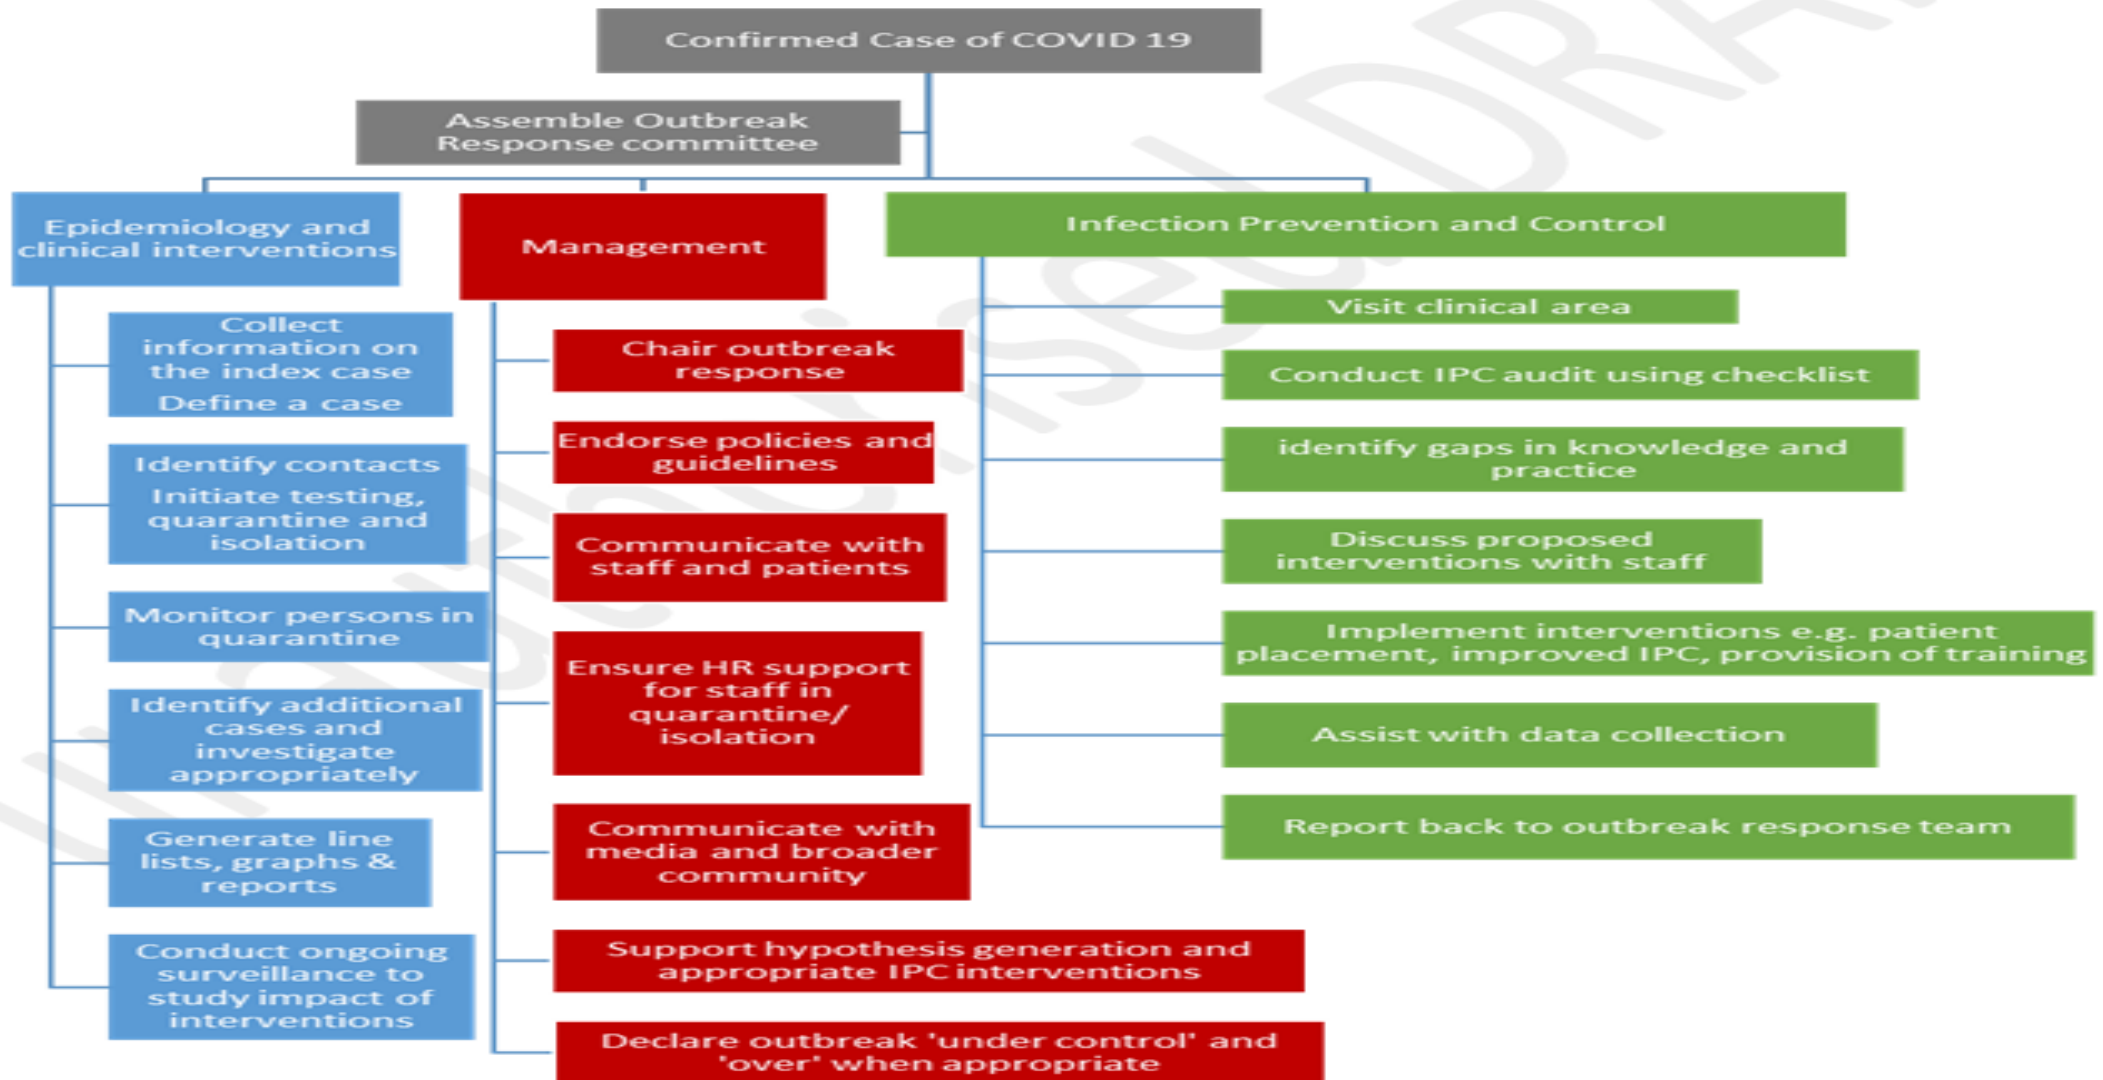 Confirmed Case of COVID 19
Assemble Outbreak
Response committee
Epidemiology and
clinical interventions
Collect
information on
the index case
Define a case
Identify contacts
Initiate testing,
quarantine and
isolation
Monitor persons in
quarantine
Identify additional
cases and
investigate
appropriately
Generate line
lists, graphs &
reports
Conduct ongoing
surveillance to
study impact of
interventions
Management
Chair outbreak
response
Endorse policies and
guidelines
Communicate with
staff and patients
Ensure HR support
for staff in
quarantine/
isolation
Communicate with
media and broader
community
Support hypothesis generation and
appropriate IPC interventions
Declare outbreak 'under control' and
'over' when appropriate
Infection Prevention and Control
Visit clinical area
Conduct IPC audit using checklist
identify gaps in knowledge and
practice
Discuss proposed
interventions with staff
Implement interventions e.g. patient
placement, improved IPC, provision of training
Assist with data collection
Report back to outbreak response team